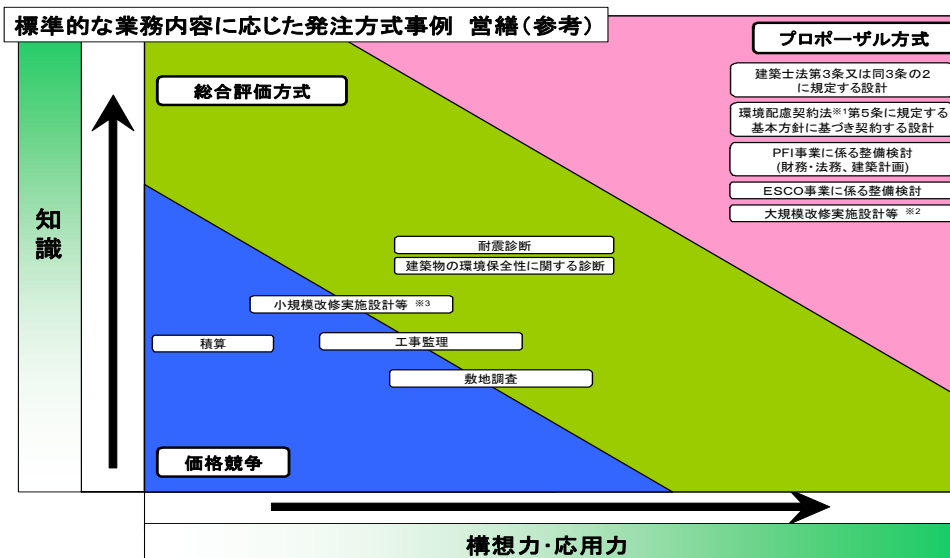 標準的な業務内容に応じた発注方式事例 営繕(参考)
プロポーザル方式
建築士法第3条又は同3条の2
に規定する設計
環境配慮契約法※1第5条に規定する
基本方針に基づき契約する設計
PFI事業に係る整備検討
(財務・法務、建築計画)
ESCO事業に係る整備検討
大規模改修実施設計等 ※2
総合評価方式
知識
耐震診断
建築物の環境保全性に関する診断
小規模改修実施設計等 ※3
積算
工事監理
敷地調査
価格競争
構想力・応用力